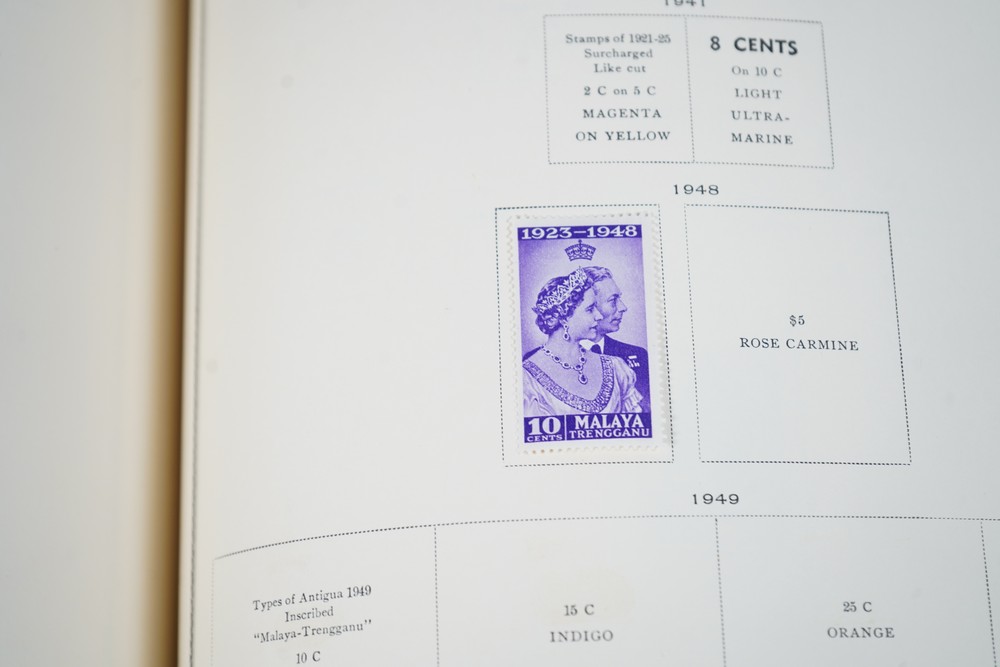 1941
Stamps of 1921-25
Surcharged
Like cut
2 C on 5 C
MAGENTA
ON YELLOW
8 CENTS
On 10 C
LIGHT
ULTRA-
MARINE
1948
1923–1948
10
CENTS
MALAYA
TRENGGANU
$5
ROSE CARMINE
1949
Types of Antigua 1949
Inscribed
"Malaya-Trengganu"
10 C
15 C
INDIGO
25 C
ORANGE